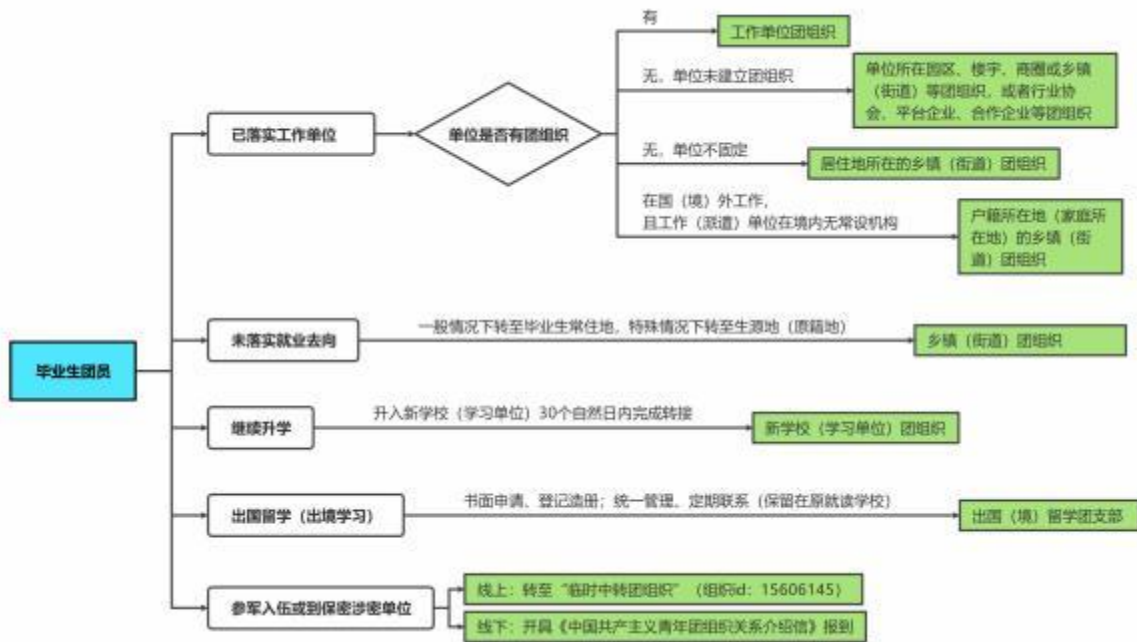 毕业生团员
已落实工作单位
单位是否有团组织
有
工作单位团组织
无，单位未建立团组织
单位所在园区、楼宇、商圈或乡镇
（街道）等团组织，或者行业协
会、平台企业、合作企业等团组织
无，单位不固定
居住地所在的乡镇（街道）团组织
在国（境）外工作，
且工作（派遣）单位在境内无常设机构
户籍所在地（家庭所
在地）的乡镇（街
道）团组织
未落实就业去向
一般情况下转至毕业生常住地，特殊情况下转至生源地（原籍地）
乡镇（街道）团组织
继续升学
升入新学校（学习单位）30个自然日内完成转接
新学校（学习单位）团组织
出国留学（出境学习）
书面申请、登记造册；统一管理、定期联系（保留在原就读学校）
出国（境）留学团支部
参军入伍或到保密涉密单位
线上：转至“临时中转团组织”（组织id：15606145）
线下：开具《中国共产主义青年团组织关系介绍信》报到